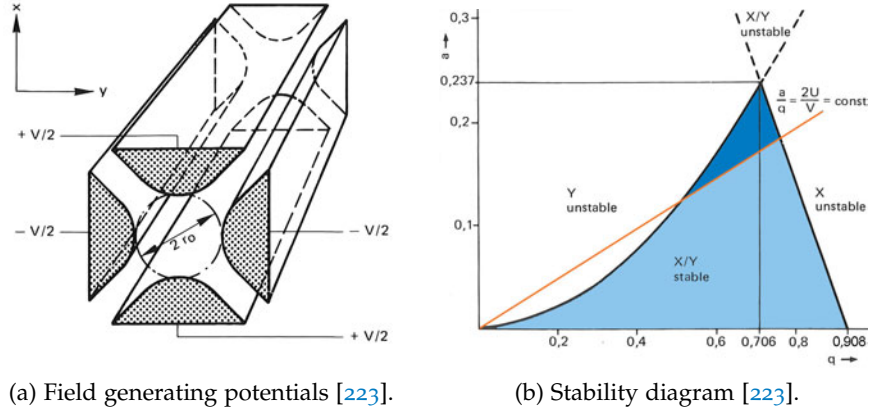 x
y
+ V/2
– V/2
2 ro
– V/2
+ V/2
(a) Field generating potentials [223].
0,3
a →
X/Y
unstable
0,237
a/q = 2U/V = const
0,2
Y
unstable
X
unstable
0,1
X/Y
stable
0,2
0,4
0,6
0,706
0,8
0,908
q →
(b) Stability diagram [223].